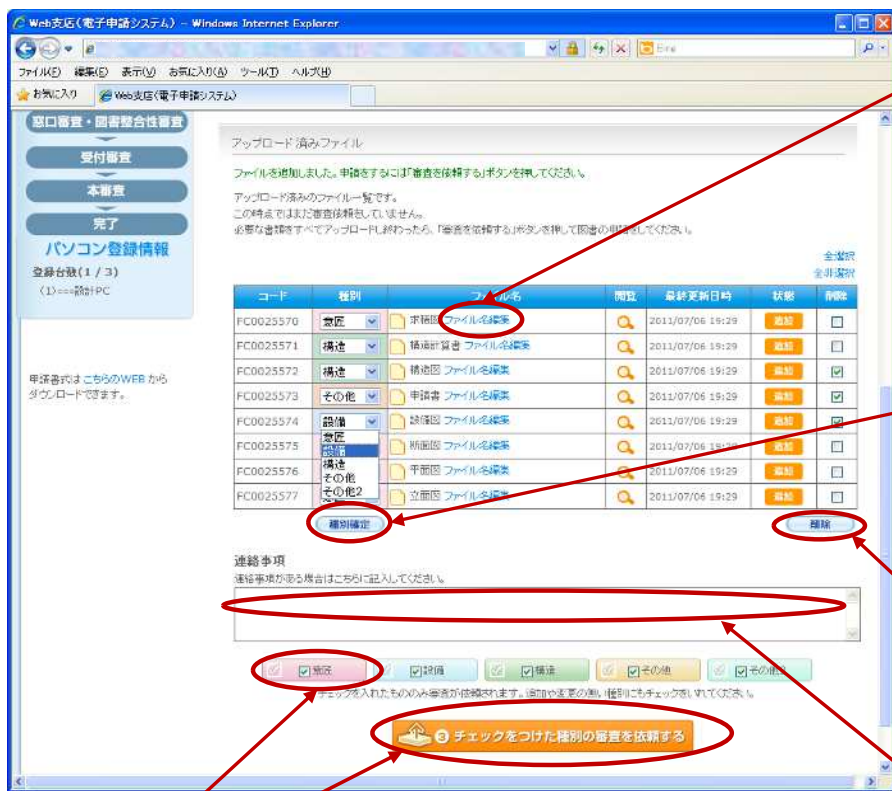 Web支店(電子申請システム) - Windows Internet Explorer
ファイル(F) 編集(E) 表示(V) お気に入り(A) ツール(T) ヘルプ(H)
お気に入り Web支店(電子申請システム)
窓口審査・図書整合性審査
受付審査
本審査
完了
パソコン登録情報
登録台数(1 / 3)
(1)===設計PC
申請書式は こちらのWEB から
ダウンロードできます。
アップロード済みファイル
ファイルを追加しました。申請をするには「審査を依頼する」ボタンを押してください。
アップロード済みのファイル一覧です。
この時点ではまだ審査依頼をしていません。
必要な書類をすべてアップロードし終わったら、「審査を依頼する」ボタンを押して図書の申請をしてください。
全選択
全非選択
コード 種別 ファイル名 閲覧 最終更新日時 状態 削除
FC0025570 意匠 求積図 ファイル名編集 2011/07/06 19:29 追加
FC0025571 構造 構造計算書 ファイル名編集 2011/07/06 19:29 追加
FC0025572 構造 構造図 ファイル名編集 2011/07/06 19:29 追加
FC0025573 その他 申請書 ファイル名編集 2011/07/06 19:29 追加
FC0025574 設備 設備図 ファイル名編集 2011/07/06 19:29 追加
FC0025575 断面図 ファイル名編集 2011/07/06 19:29 追加
FC0025576 平面図 ファイル名編集 2011/07/06 19:29 追加
FC0025577 立面図 ファイル名編集 2011/07/06 19:29 追加
意匠
設備
構造
その他
その他2
種別確定 削除
連絡事項
連絡事項がある場合はこちらに記入してください。
意匠 設備 構造 その他 その他2
チェックを入れたもののみ審査が依頼されます。追加や変更の無い種別にもチェックをいれてください。
③ チェックをつけた種別の審査を依頼する